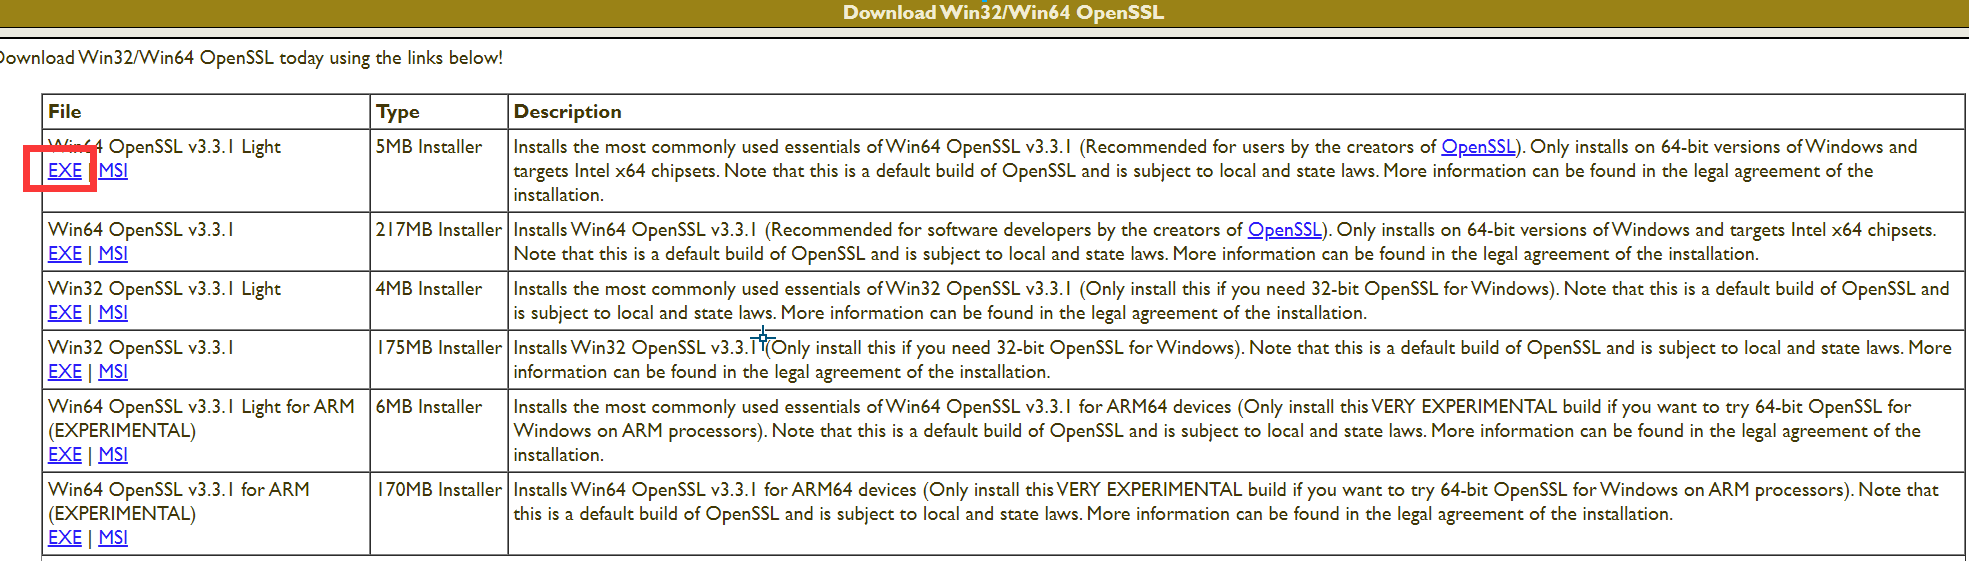 Download Win32/Win64 OpenSSL
Download Win32/Win64 OpenSSL today using the links below!
File Type Description
Win64 OpenSSL v3.3.1 Light 5MB Installer Installs the most commonly used essentials of Win64 OpenSSL v3.3.1 (Recommended for users by the creators of OpenSSL). Only installs on 64-bit versions of Windows and
EXE | MSI targets Intel x64 chipsets. Note that this is a default build of OpenSSL and is subject to local and state laws. More information can be found in the legal agreement of the
installation.
Win64 OpenSSL v3.3.1 217MB Installer Installs Win64 OpenSSL v3.3.1 (Recommended for software developers by the creators of OpenSSL). Only installs on 64-bit versions of Windows and targets Intel x64 chipsets.
EXE | MSI Note that this is a default build of OpenSSL and is subject to local and state laws. More information can be found in the legal agreement of the installation.
Win32 OpenSSL v3.3.1 Light 4MB Installer Installs the most commonly used essentials of Win32 OpenSSL v3.3.1 (Only install this if you need 32-bit OpenSSL for Windows). Note that this is a default build of OpenSSL and
EXE | MSI is subject to local and state laws. More information can be found in the legal agreement of the installation.
Win32 OpenSSL v3.3.1 175MB Installer Installs Win32 OpenSSL v3.3.1 (Only install this if you need 32-bit OpenSSL for Windows). Note that this is a default build of OpenSSL and is subject to local and state laws. More
EXE | MSI information can be found in the legal agreement of the installation.
Win64 OpenSSL v3.3.1 Light for ARM 6MB Installer Installs the most commonly used essentials of Win64 OpenSSL v3.3.1 for ARM64 devices (Only install this VERY EXPERIMENTAL build if you want to try 64-bit OpenSSL for
(EXPERIMENTAL) Windows on ARM processors). Note that this is a default build of OpenSSL and is subject to local and state laws. More information can be found in the legal agreement of the
EXE | MSI installation.
Win64 OpenSSL v3.3.1 for ARM 170MB Installer Installs Win64 OpenSSL v3.3.1 for ARM64 devices (Only install this VERY EXPERIMENTAL build if you want to try 64-bit OpenSSL for Windows on ARM processors). Note that
(EXPERIMENTAL) this is a default build of OpenSSL and is subject to local and state laws. More information can be found in the legal agreement of the installation.
EXE | MSI